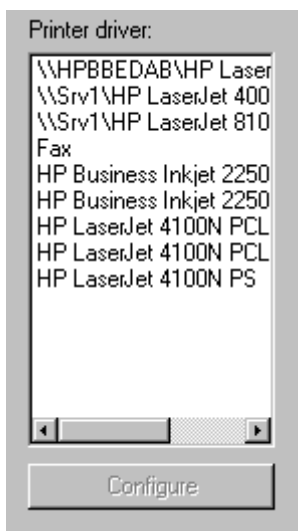 Printer driver:
\\HPBBEDAB\HP Laser
\\Srv1\HP LaserJet 400
\\Srv1\HP LaserJet 810
Fax
HP Business Inkjet 2250
HP Business Inkjet 2250
HP LaserJet 4100N PCL
HP LaserJet 4100N PCL
HP LaserJet 4100N PS
Configure